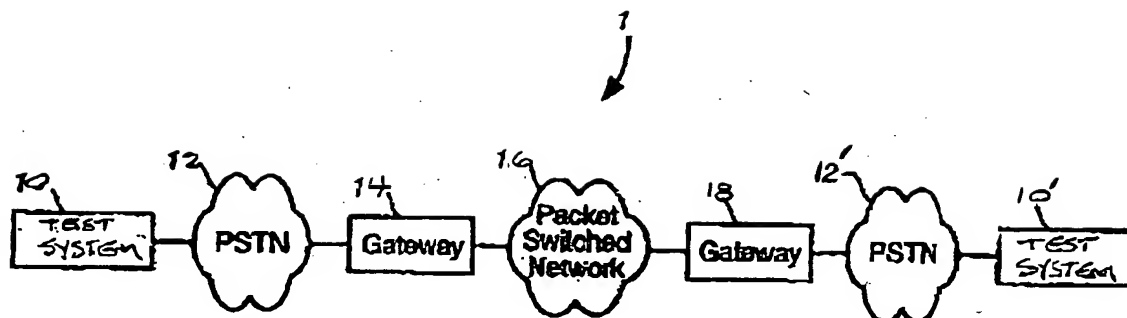 1
10
12
14
16
18
12'
10'
TEST
SYSTEM
PSTN
Gateway
Packet
Switched
Network
Gateway
PSTN
TEST
SYSTEM